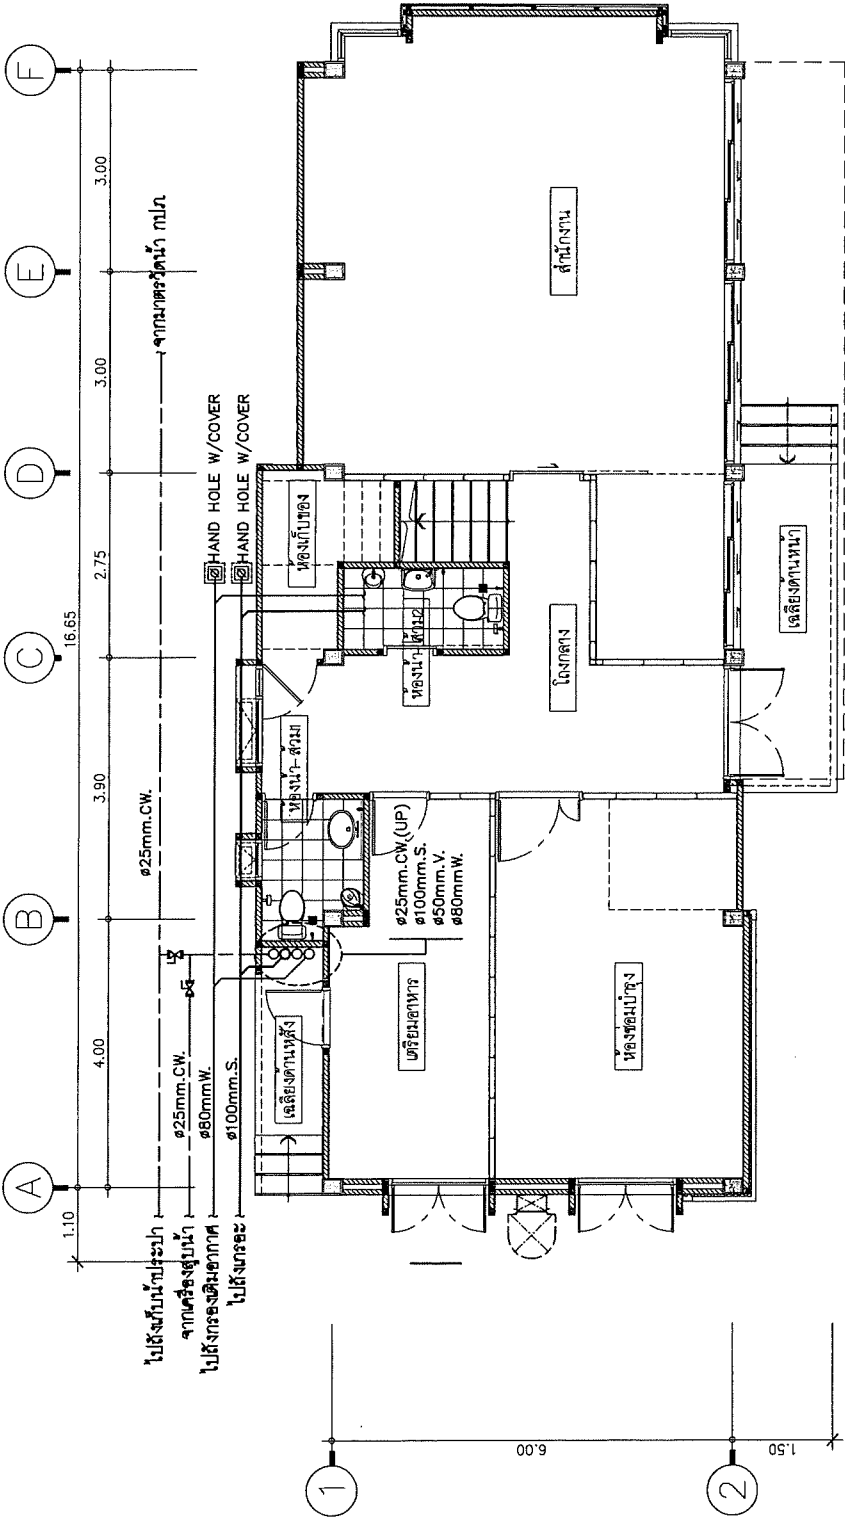 A
B
C
D
E
F
1.10
4.00
3.90
2.75
3.00
3.00
16.65
ø25mm.CW.
จากมาตรวัดน้ำ กปภ.
ไปถังเก็บน้ำประปา
จากเครื่องสูบน้ำ
ไปถังกรองเติมอากาศ
ไปถังเกรอะ
ø25mm.CW.
ø80mmW.
ø100mm.S.
HAND HOLE W/COVER
HAND HOLE W/COVER
เฉลียงด้านหลัง
ห้องน้ำ-ส้วม1
ห้องเก็บของ
ห้องน้ำ-ส้วม2
ø25mm.CW.(UP)
ø100mm.S.
ø50mm.V.
ø80mmW.
เตรียมอาหาร
โถงกลาง
สำนักงาน
ห้องซ่อมบำรุง
เฉลียงด้านหน้า
1
2
6.00
1.50